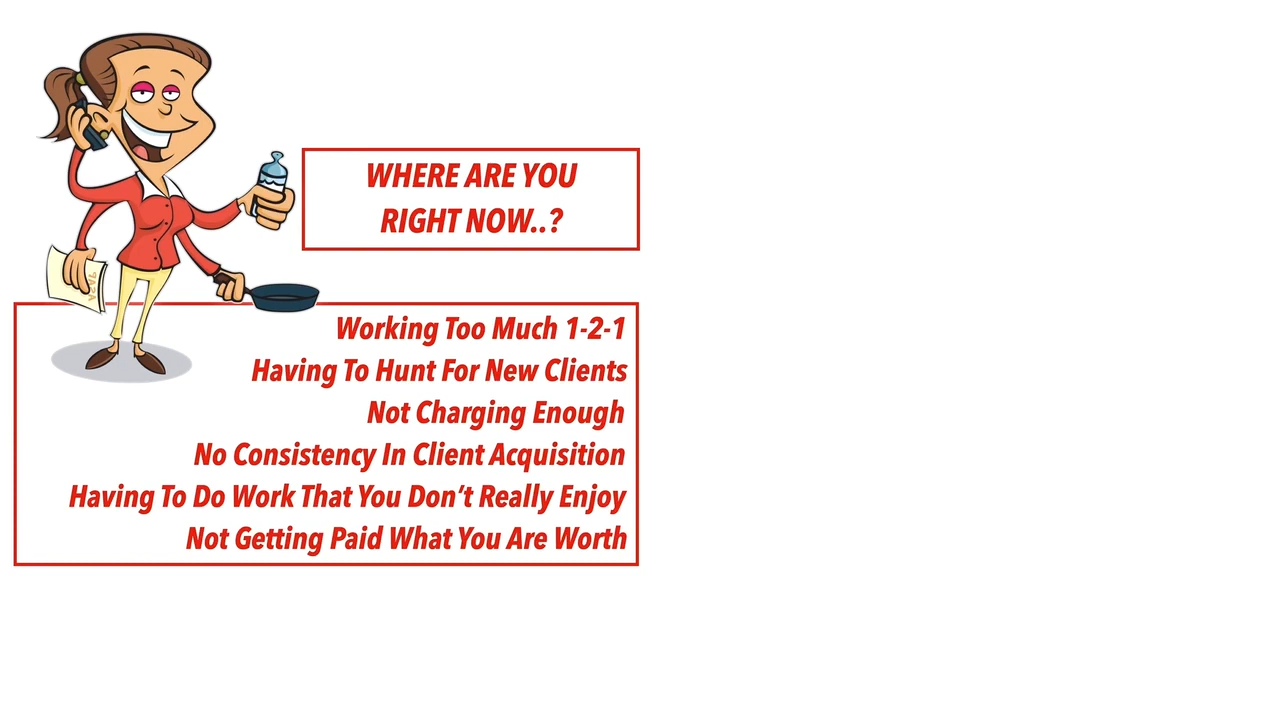 WHERE ARE YOU
RIGHT NOW..?
Working Too Much 1-2-1
Having To Hunt For New Clients
Not Charging Enough
No Consistency In Client Acquisition
Having To Do Work That You Don’t Really Enjoy
Not Getting Paid What You Are Worth